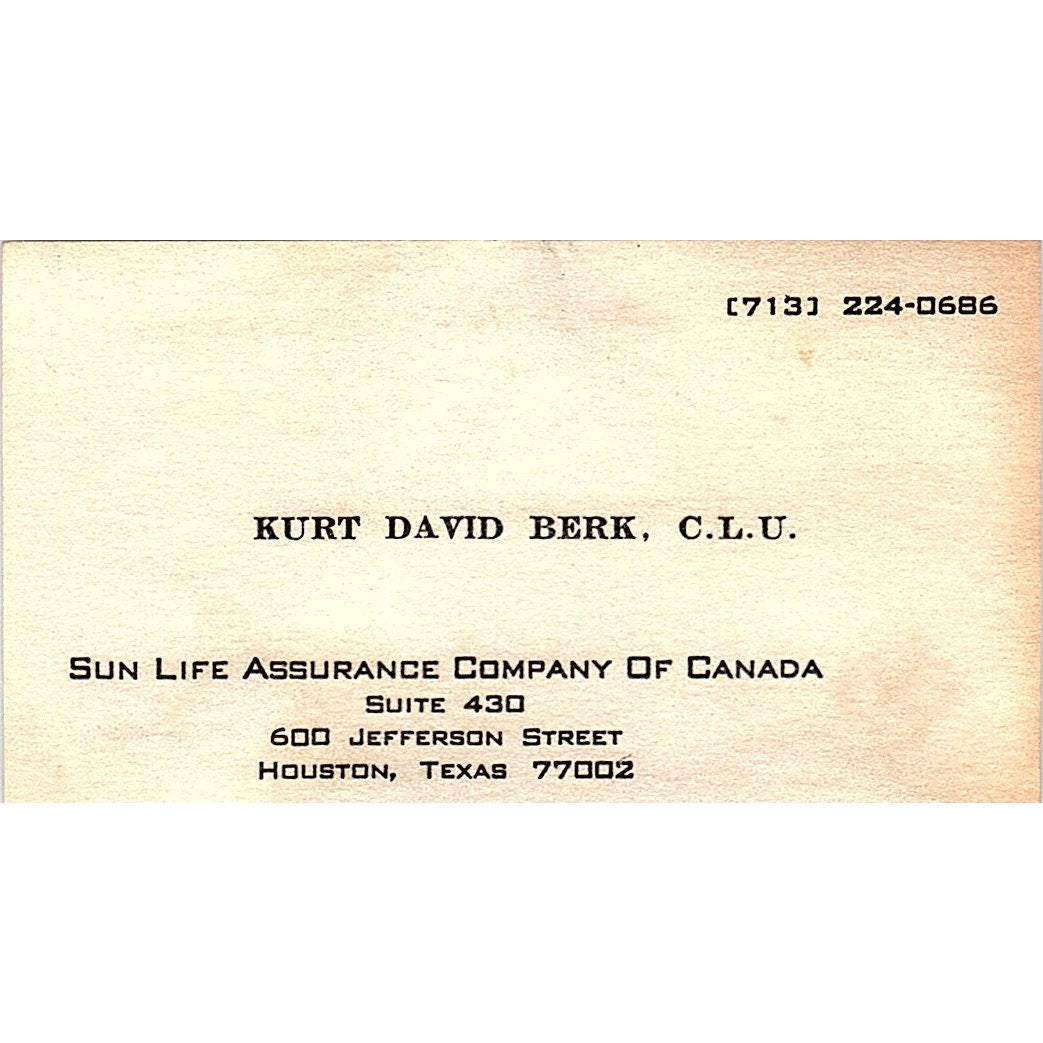 [713] 224-0686
KURT DAVID BERK, C.L.U.
SUN LIFE ASSURANCE COMPANY OF CANADA
SUITE 430
600 JEFFERSON STREET
HOUSTON, TEXAS 77002